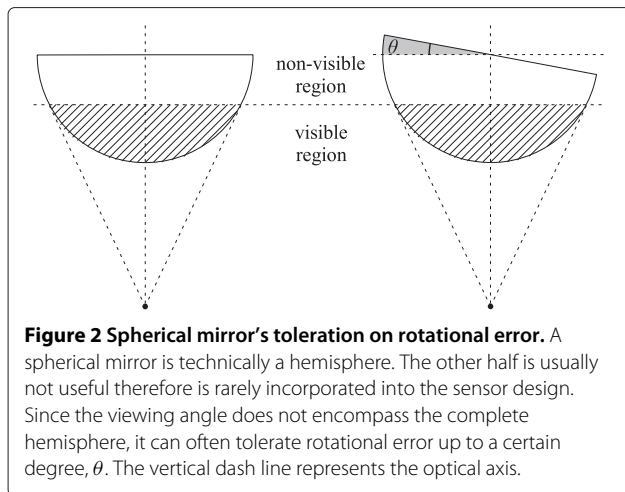 θ
non-visible
region
visible
region
Figure 2 Spherical mirror's toleration on rotational error. A
spherical mirror is technically a hemisphere. The other half is usually
not useful therefore is rarely incorporated into the sensor design.
Since the viewing angle does not encompass the complete
hemisphere, it can often tolerate rotational error up to a certain
degree, θ. The vertical dash line represents the optical axis.